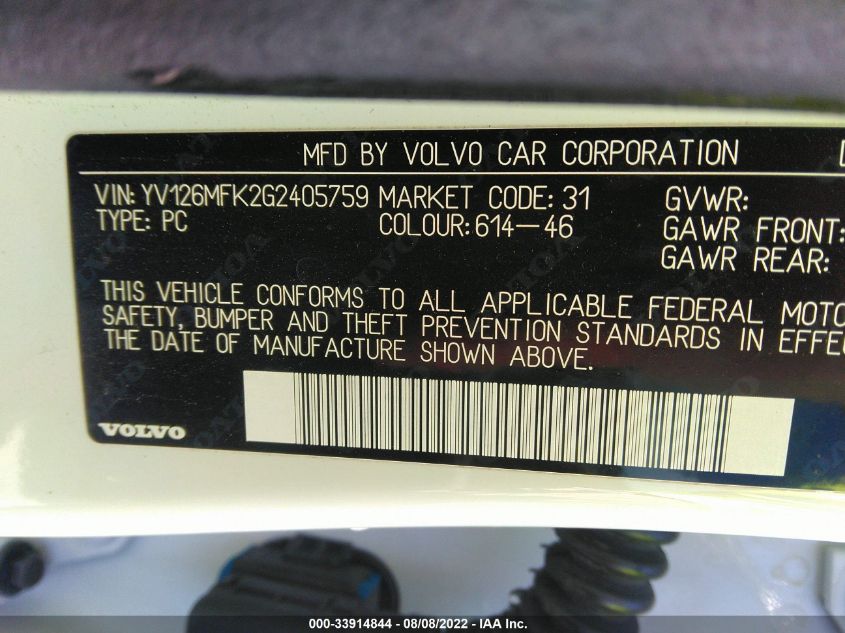 MFD BY VOLVO CAR CORPORATION
VIN: YV126MFK2G2405759 MARKET CODE: 31 GVWR:
TYPE: PC COLOUR: 614-46 GAWR FRONT:
GAWR REAR:
THIS VEHICLE CONFORMS TO ALL APPLICABLE FEDERAL MOTO
SAFETY, BUMPER AND THEFT PREVENTION STANDARDS IN EFFE
THE DATE OF MANUFACTURE SHOWN ABOVE.
VOLVO
000-33914844 - 08/08/2022 - IAA Inc.